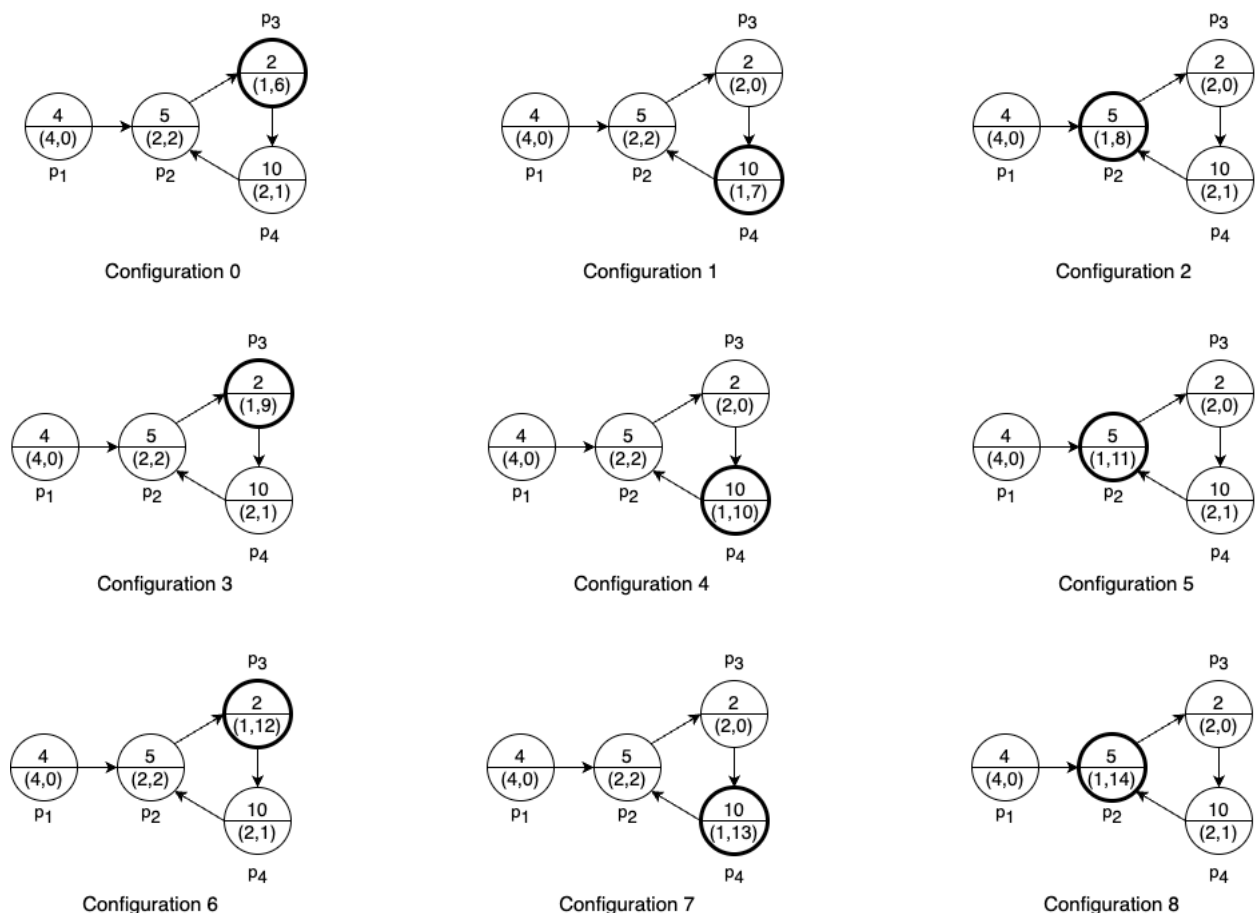 p3
2
(1,6)
4
(4,0)
p1
5
(2,2)
p2
10
(2,1)
p4
Configuration 0
p3
2
(2,0)
4
(4,0)
p1
5
(2,2)
p2
10
(1,7)
p4
Configuration 1
p3
2
(2,0)
4
(4,0)
p1
5
(1,8)
p2
10
(2,1)
p4
Configuration 2
p3
2
(1,9)
4
(4,0)
p1
5
(2,2)
p2
10
(2,1)
p4
Configuration 3
p3
2
(2,0)
4
(4,0)
p1
5
(2,2)
p2
10
(1,10)
p4
Configuration 4
p3
2
(2,0)
4
(4,0)
p1
5
(1,11)
p2
10
(2,1)
p4
Configuration 5
p3
2
(1,12)
4
(4,0)
p1
5
(2,2)
p2
10
(2,1)
p4
Configuration 6
p3
2
(2,0)
4
(4,0)
p1
5
(2,2)
p2
10
(1,13)
p4
Configuration 7
p3
2
(2,0)
4
(4,0)
p1
5
(1,14)
p2
10
(2,1)
p4
Configuration 8